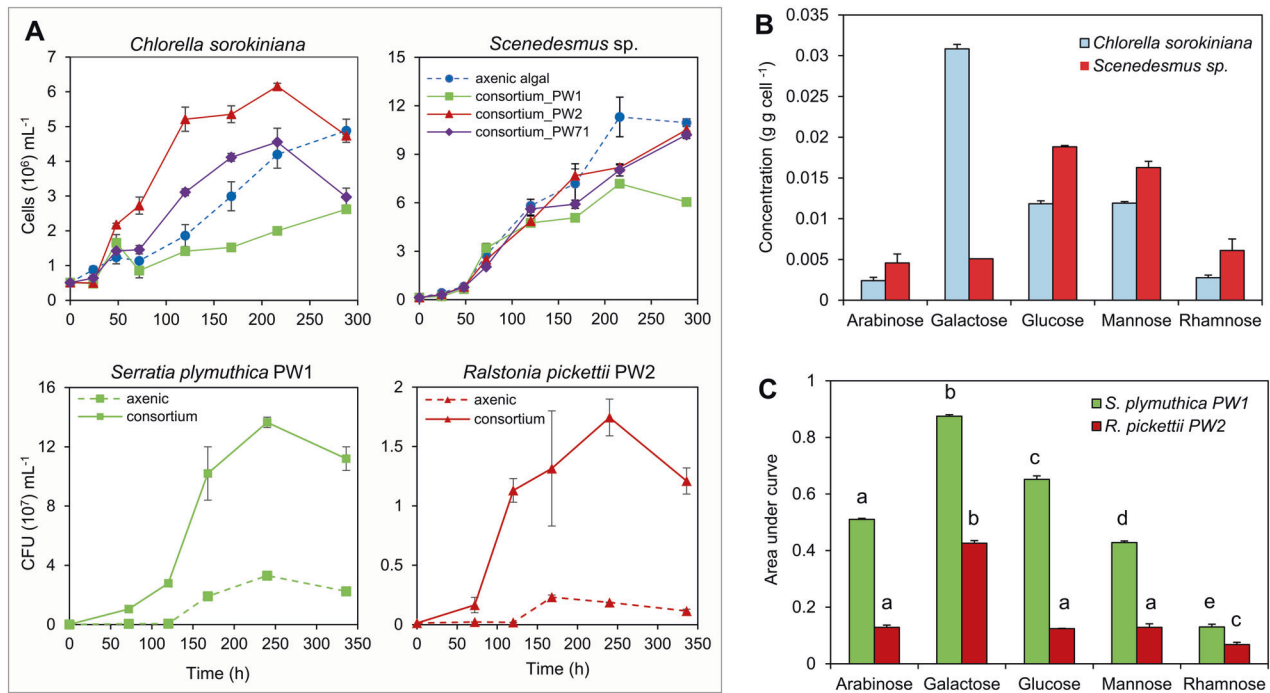 A
Chlorella sorokiniana
Cells (10⁶) mL⁻¹
7
6
5
4
3
2
1
0
0 50 100 150 200 250 300
Scenedesmus sp.
axenic algal
consortium_PW1
consortium_PW2
consortium_PW71
15
12
9
6
3
0
0 50 100 150 200 250 300
Serratia plymuthica PW1
axenic
consortium
CFU (10⁷) mL⁻¹
16
12
8
4
0
0 50 100 150 200 250 300 350
Time (h)
Ralstonia pickettii PW2
axenic
consortium
2
1.5
1
0.5
0
0 50 100 150 200 250 300 350
Time (h)
B
Concentration (g g cell ⁻¹)
0.035
0.03
0.025
0.02
0.015
0.01
0.005
0
Chlorella sorokiniana
Scenedesmus sp.
Arabinose Galactose Glucose Mannose Rhamnose
C
Area under curve
1
0.8
0.6
0.4
0.2
0
S. plymuthica PW1
R. pickettii PW2
a a b b c a d a e c
Arabinose Galactose Glucose Mannose Rhamnose